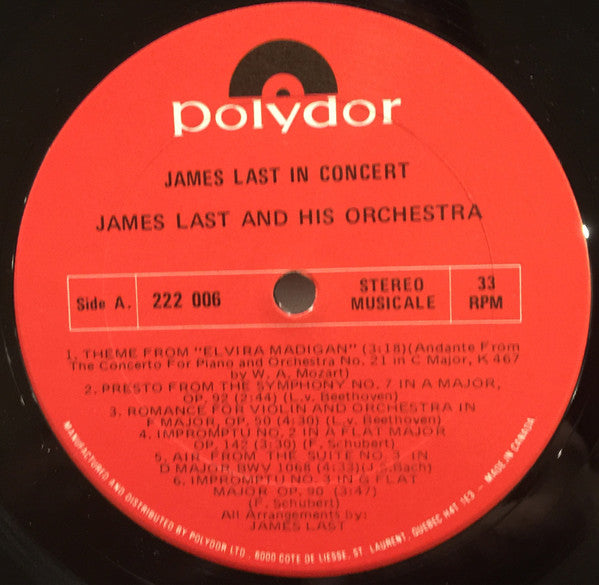 polydor
JAMES LAST IN CONCERT
JAMES LAST AND HIS ORCHESTRA
Side A. 222 006 STEREO MUSICALE 33 RPM
1. THEME FROM "ELVIRA MADIGAN" (3:18)(Andante From
The Concerto For Piano and Orchestra No. 21 in C Major, K 467
by W. A. Mozart)
2. PRESTO FROM THE SYMPHONY NO. 7 IN A MAJOR,
OP. 92 (2:44) (L.v. Beethoven)
3. ROMANCE FOR VIOLIN AND ORCHESTRA IN
F MAJOR, OP. 50 (4:30) (L.v. Beethoven)
4. IMPROMPTU NO. 2 IN A FLAT MAJOR
OP. 142 (3:30) (F. Schubert)
5. AIR FROM THE SUITE NO. 3 IN
D MAJOR BWV 1068 (4:33)(J.S.Bach)
6. IMPROMPTU NO. 3 IN G FLAT
MAJOR OP. 90 (3:47)
(F. Schubert)
All Arrangements by:
JAMES LAST
MANUFACTURED AND DISTRIBUTED BY POLYDOR LTD., 6000 COTE DE LIESSE, ST. LAURENT, QUEBEC H4T 1E3. - MADE IN CANADA